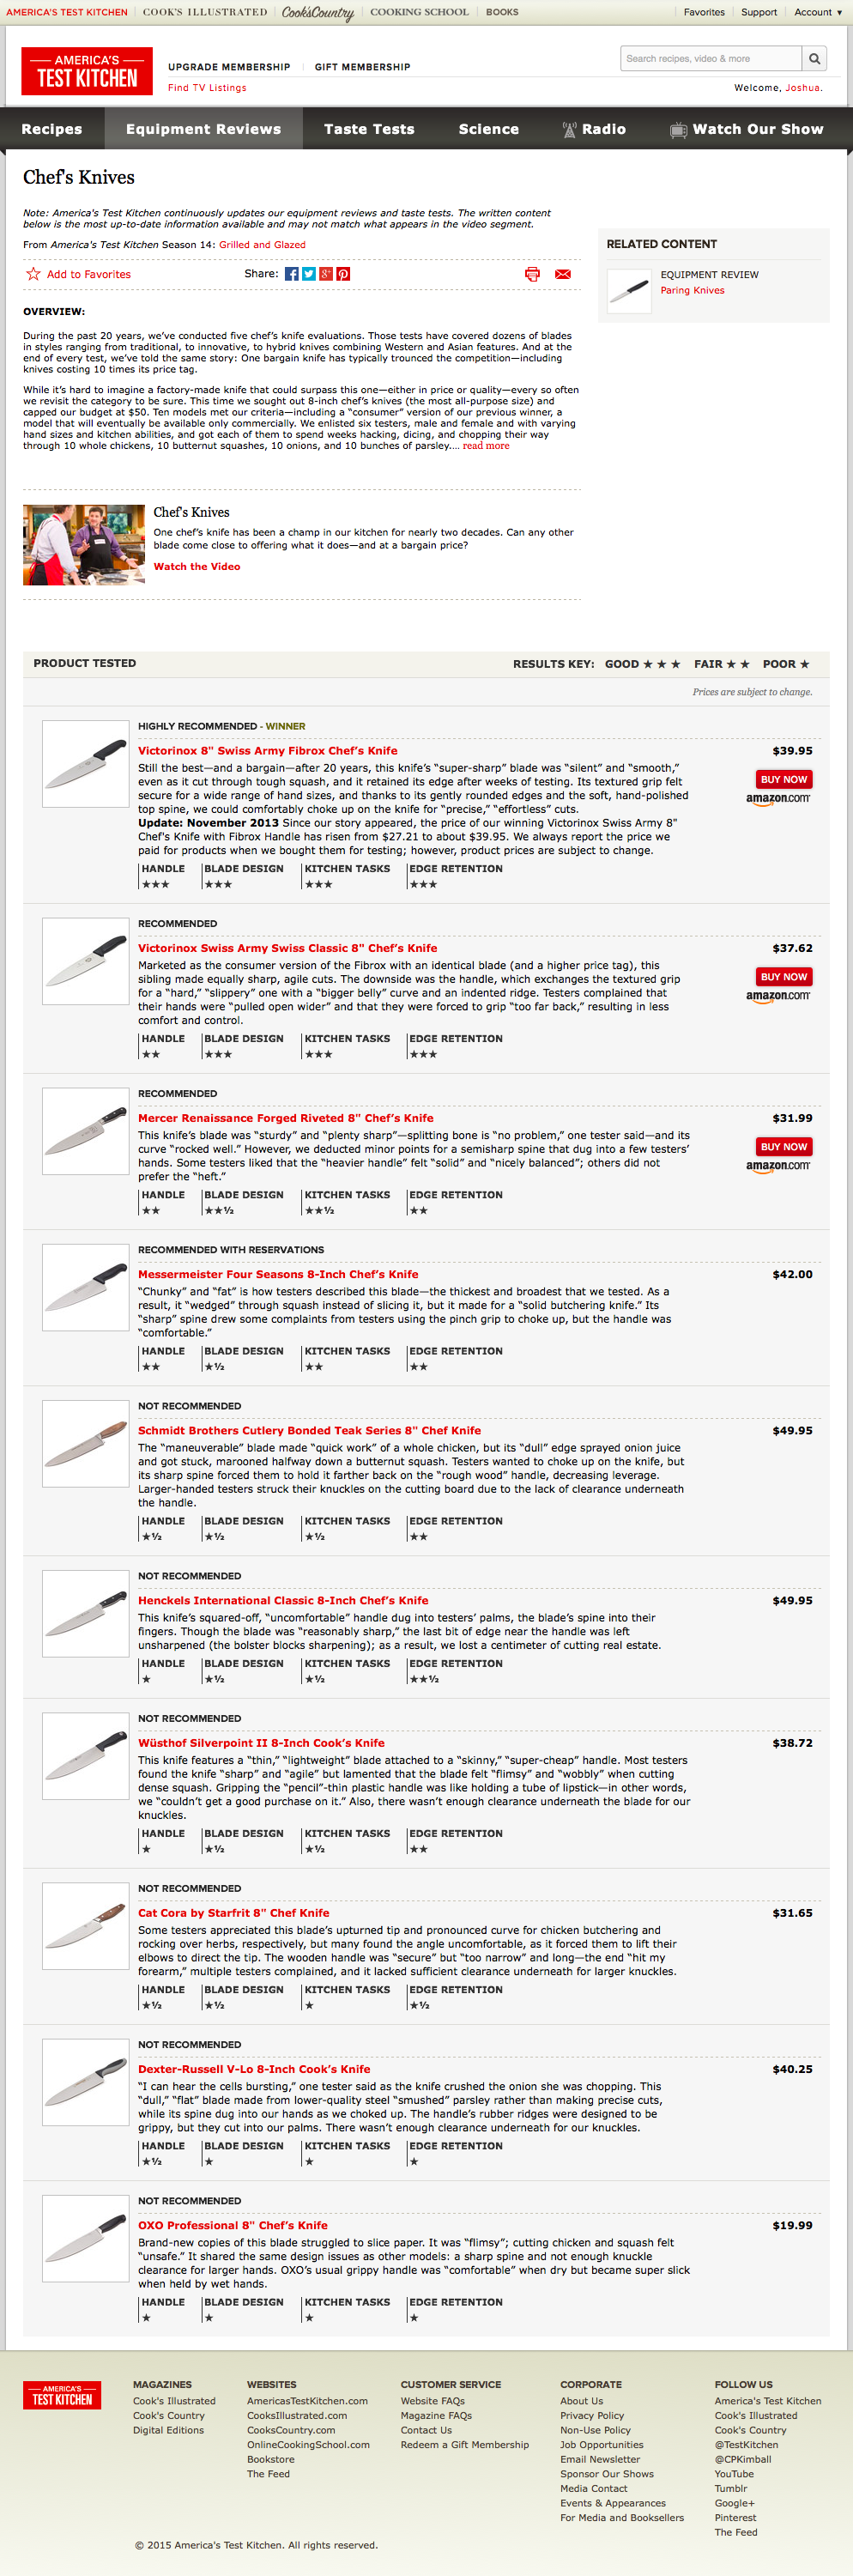 AMERICA'S TEST KITCHEN COOK'S ILLUSTRATED Cook'sCountry COOKING SCHOOL BOOKS Favorites Support Account ▼
AMERICA'S TEST KITCHEN
UPGRADE MEMBERSHIP GIFT MEMBERSHIP
Find TV Listings
Search recipes, video & more
Welcome, Joshua.
Recipes Equipment Reviews Taste Tests Science Radio Watch Our Show
Chef's Knives
Note: America's Test Kitchen continuously updates our equipment reviews and taste tests. The written content
below is the most up-to-date information available and may not match what appears in the video segment.
From America's Test Kitchen Season 14: Grilled and Glazed
Add to Favorites Share:
RELATED CONTENT
EQUIPMENT REVIEW
Paring Knives
OVERVIEW:
During the past 20 years, we've conducted five chef's knife evaluations. Those tests have covered dozens of blades
in styles ranging from traditional, to innovative, to hybrid knives combining Western and Asian features. And at the
end of every test, we've told the same story: One bargain knife has typically trounced the competition—including
knives costing 10 times its price tag.
While it's hard to imagine a factory-made knife that could surpass this one—either in price or quality—every so often
we revisit the category to be sure. This time we sought out 8-inch chef's knives (the most all-purpose size) and
capped our budget at $50. Ten models met our criteria—including a “consumer” version of our previous winner, a
model that will eventually be available only commercially. We enlisted six testers, male and female and with varying
hand sizes and kitchen abilities, and got each of them to spend weeks hacking, dicing, and chopping their way
through 10 whole chickens, 10 butternut squashes, 10 onions, and 10 bunches of parsley.... read more
Chef's Knives
One chef's knife has been a champ in our kitchen for nearly two decades. Can any other
blade come close to offering what it does—and at a bargain price?
Watch the Video
PRODUCT TESTED RESULTS KEY: GOOD ★ ★ ★ FAIR ★ ★ POOR ★
Prices are subject to change.
HIGHLY RECOMMENDED - WINNER
Victorinox 8" Swiss Army Fibrox Chef's Knife $39.95
Still the best—and a bargain—after 20 years, this knife's “super-sharp” blade was “silent” and “smooth,”
even as it cut through tough squash, and it retained its edge after weeks of testing. Its textured grip felt
secure for a wide range of hand sizes, and thanks to its gently rounded edges and the soft, hand-polished
top spine, we could comfortably choke up on the knife for “precise,” “effortless” cuts.
Update: November 2013 Since our story appeared, the price of our winning Victorinox Swiss Army 8"
Chef's Knife with Fibrox Handle has risen from $27.21 to about $39.95. We always report the price we
paid for products when we bought them for testing; however, product prices are subject to change.
BUY NOW
amazon.com
HANDLE BLADE DESIGN KITCHEN TASKS EDGE RETENTION
★★★ ★★★ ★★★ ★★★
RECOMMENDED
Victorinox Swiss Army Swiss Classic 8" Chef's Knife $37.62
Marketed as the consumer version of the Fibrox with an identical blade (and a higher price tag), this
sibling made equally sharp, agile cuts. The downside was the handle, which exchanges the textured grip
for a “hard,” “slippery” one with a “bigger belly” curve and an indented ridge. Testers complained that
their hands were “pulled open wider” and that they were forced to grip “too far back,” resulting in less
comfort and control.
BUY NOW
amazon.com
HANDLE BLADE DESIGN KITCHEN TASKS EDGE RETENTION
★★ ★★★ ★★★ ★★★
RECOMMENDED
Mercer Renaissance Forged Riveted 8" Chef's Knife $31.99
This knife's blade was “sturdy” and “plenty sharp”—splitting bone is “no problem,” one tester said—and its
curve “rocked well.” However, we deducted minor points for a semisharp spine that dug into a few testers'
hands. Some testers liked that the “heavier handle” felt “solid” and “nicely balanced”; others did not
prefer the “heft.”
BUY NOW
amazon.com
HANDLE BLADE DESIGN KITCHEN TASKS EDGE RETENTION
★★ ★★½ ★★½ ★★
RECOMMENDED WITH RESERVATIONS
Messermeister Four Seasons 8-Inch Chef's Knife $42.00
“Chunky” and “fat” is how testers described this blade—the thickest and broadest that we tested. As a
result, it “wedged” through squash instead of slicing it, but it made for a “solid butchering knife.” Its
“sharp” spine drew some complaints from testers using the pinch grip to choke up, but the handle was
“comfortable.”
HANDLE BLADE DESIGN KITCHEN TASKS EDGE RETENTION
★★ ★½ ★★ ★★
NOT RECOMMENDED
Schmidt Brothers Cutlery Bonded Teak Series 8" Chef Knife $49.95
The “maneuverable” blade made “quick work” of a whole chicken, but its “dull” edge sprayed onion juice
and got stuck, marooned halfway down a butternut squash. Testers wanted to choke up on the knife, but
its sharp spine forced them to hold it farther back on the “rough wood” handle, decreasing leverage.
Larger-handed testers struck their knuckles on the cutting board due to the lack of clearance underneath
the handle.
HANDLE BLADE DESIGN KITCHEN TASKS EDGE RETENTION
★½ ★½ ★½ ★★
NOT RECOMMENDED
Henckels International Classic 8-Inch Chef's Knife $49.95
This knife's squared-off, “uncomfortable” handle dug into testers' palms, the blade's spine into their
fingers. Though the blade was “reasonably sharp,” the last bit of edge near the handle was left
unsharpened (the bolster blocks sharpening); as a result, we lost a centimeter of cutting real estate.
HANDLE BLADE DESIGN KITCHEN TASKS EDGE RETENTION
★ ★½ ★½ ★★½
NOT RECOMMENDED
Wüsthof Silverpoint II 8-Inch Cook's Knife $38.72
This knife features a “thin,” “lightweight” blade attached to a “skinny,” “super-cheap” handle. Most testers
found the knife “sharp” and “agile” but lamented that the blade felt “flimsy” and “wobbly” when cutting
dense squash. Gripping the “pencil”-thin plastic handle was like holding a tube of lipstick—in other words,
we “couldn't get a good purchase on it.” Also, there wasn't enough clearance underneath the blade for our
knuckles.
HANDLE BLADE DESIGN KITCHEN TASKS EDGE RETENTION
★ ★½ ★½ ★★
NOT RECOMMENDED
Cat Cora by Starfrit 8" Chef Knife $31.65
Some testers appreciated this blade's upturned tip and pronounced curve for chicken butchering and
rocking over herbs, respectively, but many found the angle uncomfortable, as it forced them to lift their
elbows to direct the tip. The wooden handle was “secure” but “too narrow” and long—the end “hit my
forearm,” multiple testers complained, and it lacked sufficient clearance underneath for larger knuckles.
HANDLE BLADE DESIGN KITCHEN TASKS EDGE RETENTION
★½ ★½ ★ ★½
NOT RECOMMENDED
Dexter-Russell V-Lo 8-Inch Cook's Knife $40.25
“I can hear the cells bursting,” one tester said as the knife crushed the onion she was chopping. This
“dull,” “flat” blade made from lower-quality steel “smushed” parsley rather than making precise cuts,
while its spine dug into our hands as we choked up. The handle's rubber ridges were designed to be
grippy, but they cut into our palms. There wasn't enough clearance underneath for our knuckles.
HANDLE BLADE DESIGN KITCHEN TASKS EDGE RETENTION
★½ ★ ★ ★
NOT RECOMMENDED
OXO Professional 8" Chef's Knife $19.99
Brand-new copies of this blade struggled to slice paper. It was “flimsy”; cutting chicken and squash felt
“unsafe.” It shared the same design issues as other models: a sharp spine and not enough knuckle
clearance for larger hands. OXO's usual grippy handle was “comfortable” when dry but became super slick
when held by wet hands.
HANDLE BLADE DESIGN KITCHEN TASKS EDGE RETENTION
★ ★ ★ ★
AMERICA'S TEST KITCHEN
MAGAZINES
Cook's Illustrated
Cook's Country
Digital Editions
WEBSITES
AmericasTestKitchen.com
CooksIllustrated.com
CooksCountry.com
OnlineCookingSchool.com
Bookstore
The Feed
CUSTOMER SERVICE
Website FAQs
Magazine FAQs
Contact Us
Redeem a Gift Membership
CORPORATE
About Us
Privacy Policy
Non-Use Policy
Job Opportunities
Email Newsletter
Sponsor Our Shows
Media Contact
Events & Appearances
For Media and Booksellers
FOLLOW US
America's Test Kitchen
Cook's Illustrated
Cook's Country
@TestKitchen
@CPKimball
YouTube
Tumblr
Google+
Pinterest
The Feed
© 2015 America's Test Kitchen. All rights reserved.